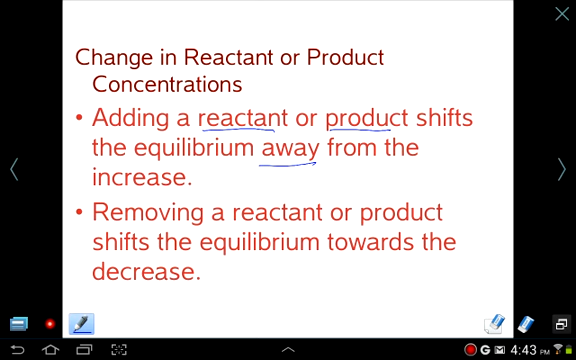 Change in Reactant or Product
Concentrations
• Adding a reactant or product shifts
the equilibrium away from the
increase.
• Removing a reactant or product
shifts the equilibrium towards the
decrease.
G
4:43 PM